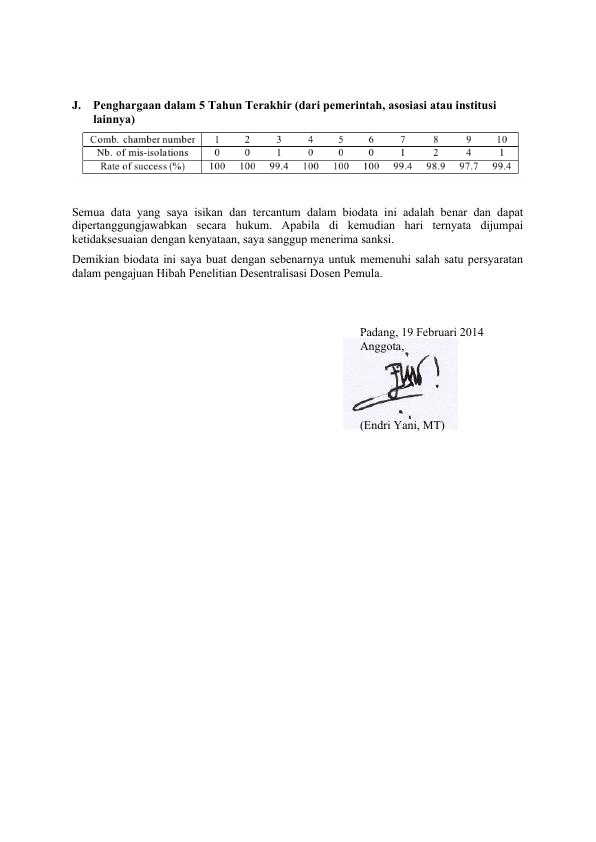 J. Penghargaan dalam 5 Tahun Terakhir (dari pemerintah, asosiasi atau institusi
lainnya)
Comb. chamber number 1 2 3 4 5 6 7 8 9 10
Nb. of mis-isolations 0 0 1 0 0 0 1 2 4 1
Rate of success (%) 100 100 99.4 100 100 100 99.4 98.9 97.7 99.4
Semua data yang saya isikan dan tercantum dalam biodata ini adalah benar dan dapat
dipertanggungjawabkan secara hukum. Apabila di kemudian hari ternyata dijumpai
ketidaksesuaian dengan kenyataan, saya sanggup menerima sanksi.
Demikian biodata ini saya buat dengan sebenarnya untuk memenuhi salah satu persyaratan
dalam pengajuan Hibah Penelitian Desentralisasi Dosen Pemula.
Padang, 19 Februari 2014
Anggota,
(Endri Yani, MT)